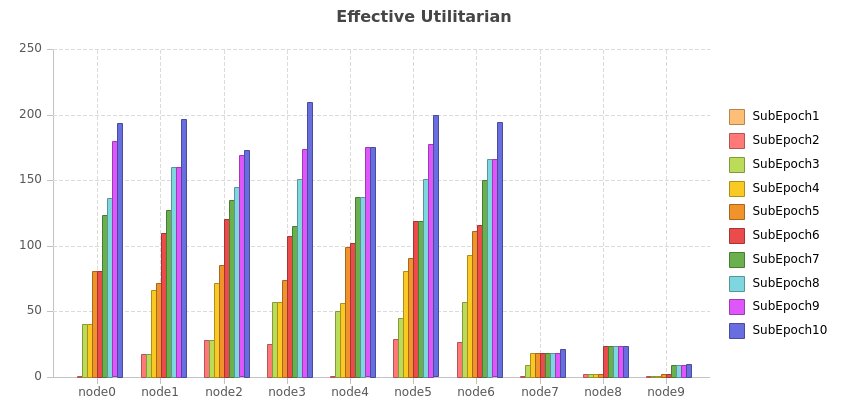 Effective Utilitarian
250
200
150
100
50
0
node0 node1 node2 node3 node4 node5 node6 node7 node8 node9
SubEpoch1
SubEpoch2
SubEpoch3
SubEpoch4
SubEpoch5
SubEpoch6
SubEpoch7
SubEpoch8
SubEpoch9
SubEpoch10